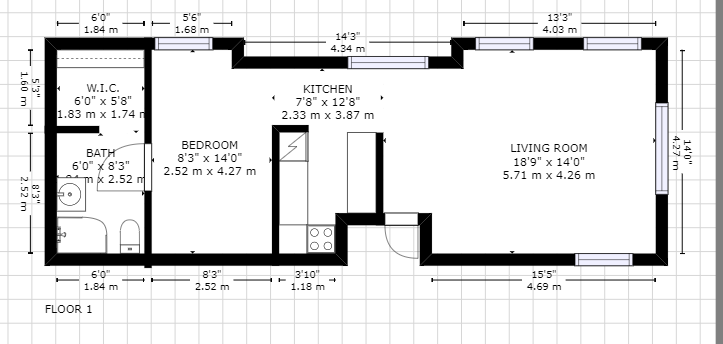 6'0"
1.84 m
5'6"
1.68 m
14'3"
4.34 m
13'3"
4.03 m
5'3"
1.60 m
W.I.C.
6'0" x 5'8"
1.83 m x 1.74 m
KITCHEN
7'8" x 12'8"
2.33 m x 3.87 m
BATH
6'0" x 8'3"
m x 2.52 m
BEDROOM
8'3" x 14'0"
2.52 m x 4.27 m
LIVING ROOM
18'9" x 14'0"
5.71 m x 4.26 m
14'0"
4.27 m
8'3"
2.52 m
6'0"
1.84 m
8'3"
2.52 m
3'10"
1.18 m
15'5"
4.69 m
FLOOR 1